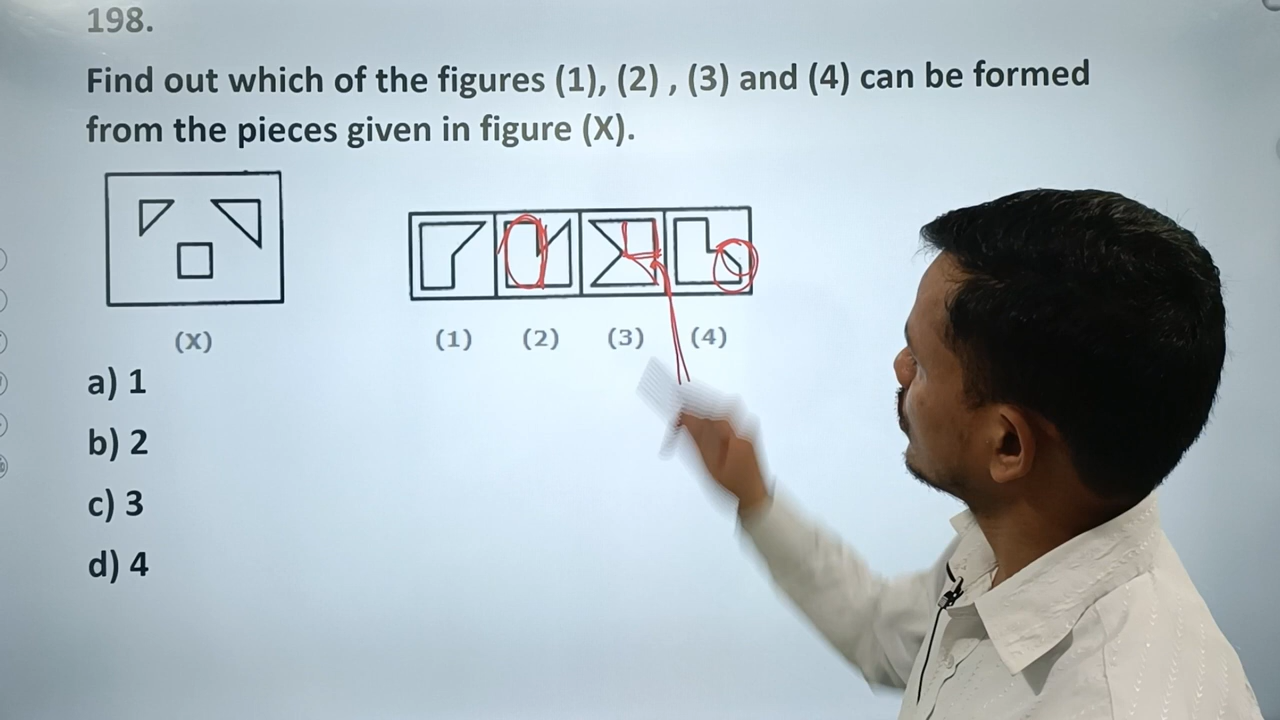 198.
Find out which of the figures (1), (2) , (3) and (4) can be formed
from the pieces given in figure (X).
(X) (1) (2) (3) (4)
a) 1
b) 2
c) 3
d) 4